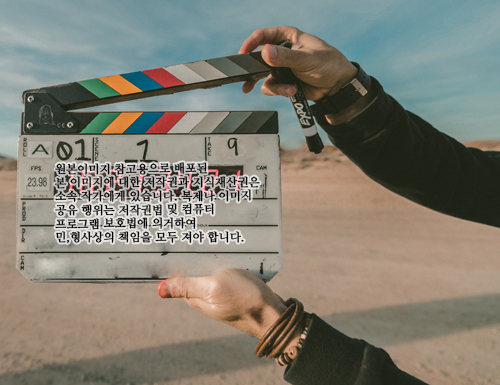 A 01 1 9
CAM
FPS
23.98
원본이미지 참고용으로 배포된
본 이미지에 대한 저작권과 지식재산권은
소속 작가에게 있습니다. 복제나 이미지
공유 행위는 저작권법 및 컴퓨터
프로그램 보호법에 의거하여
민,형사상의 책임을 모두 져야 합니다.
CAM